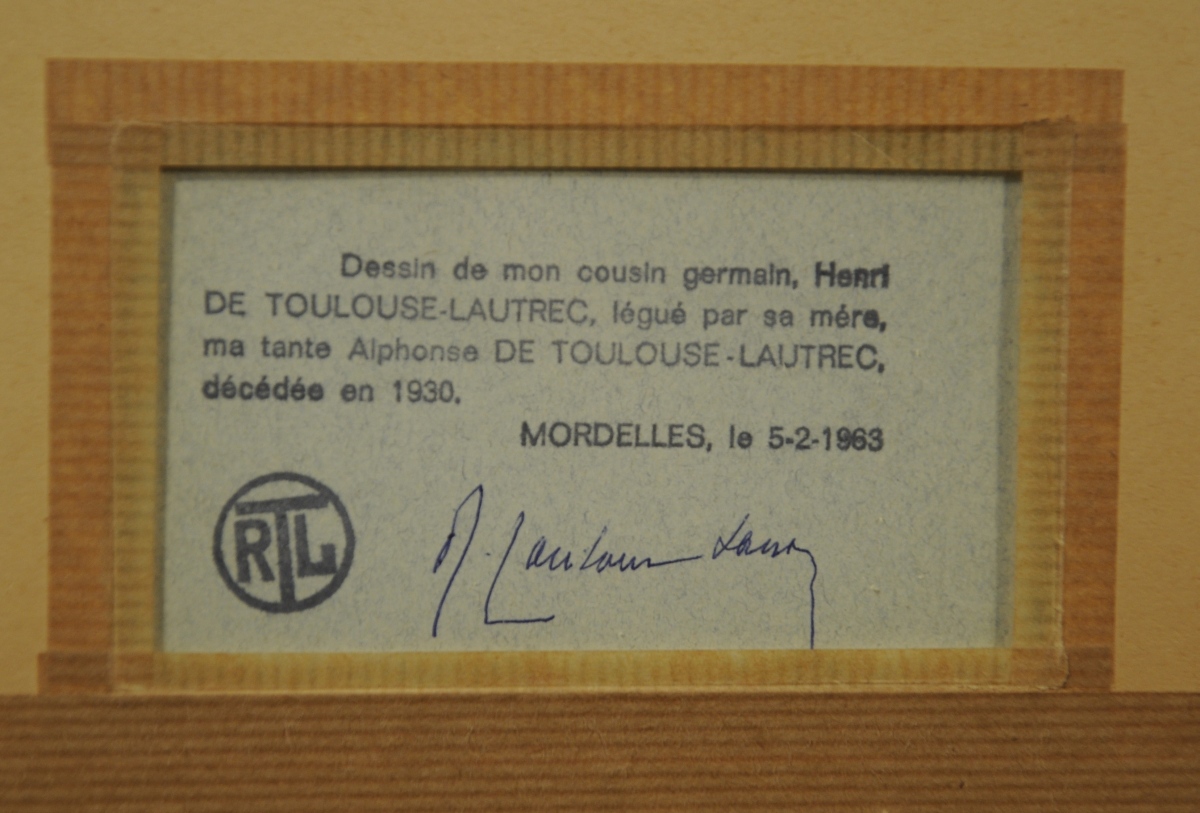 Dessin de mon cousin germain, Henri
DE TOULOUSE-LAUTREC, légué par sa mére,
ma tante Alphonse DE TOULOUSE-LAUTREC,
décédée en 1930.
MORDELLES, le 5-2-1963
RTL